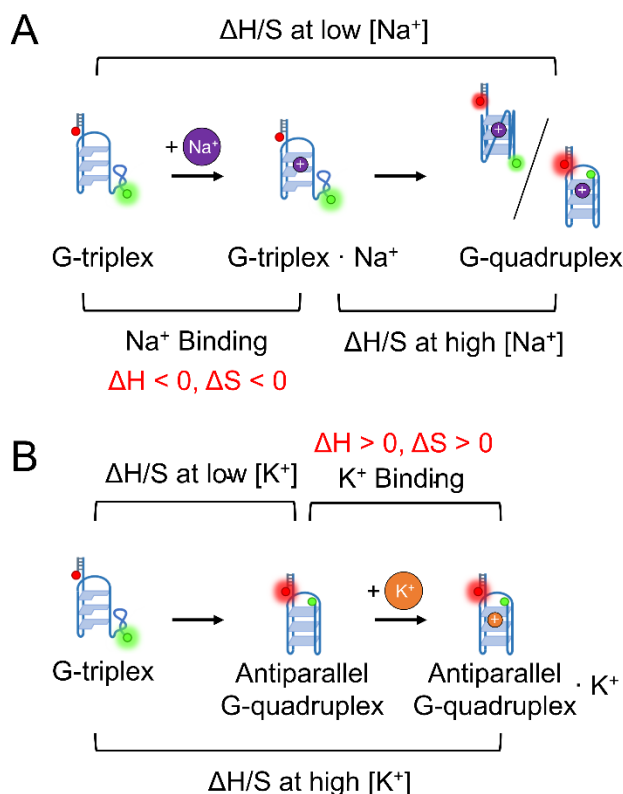 A
ΔH/S at low [Na⁺]
+ Na⁺
+
+
+
G-triplex
G-triplex · Na⁺
G-quadruplex
Na⁺ Binding
ΔH < 0, ΔS < 0
ΔH/S at high [Na⁺]
B
ΔH > 0, ΔS > 0
ΔH/S at low [K⁺]
K⁺ Binding
+ K⁺
+
G-triplex
Antiparallel
G-quadruplex
Antiparallel
G-quadruplex · K⁺
ΔH/S at high [K⁺]